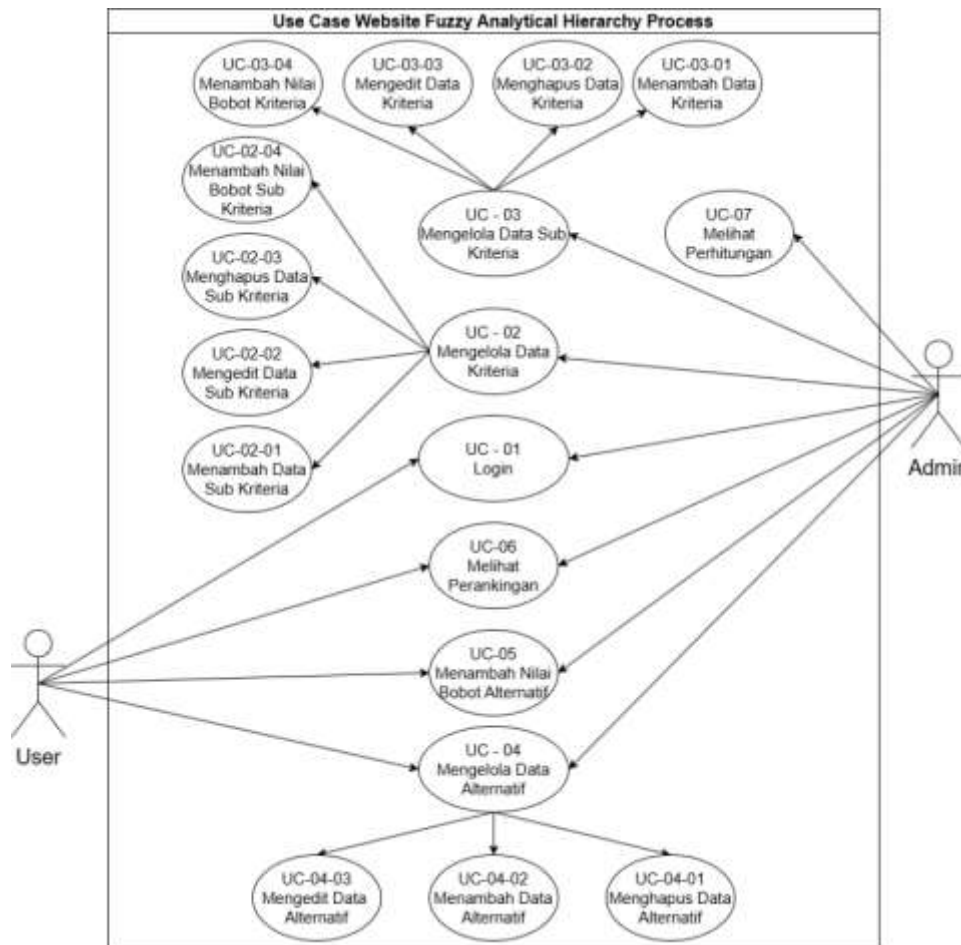 Use Case Website Fuzzy Analytical Hierarchy Process
UC-03-04
Menambah Nilai
Bobot Kriteria
UC-03-03
Mengedit Data
Kriteria
UC-03-02
Menghapus Data
Kriteria
UC-03-01
Menambah Data
Kriteria
UC-02-04
Menambah Nilai
Bobot Sub
Kriteria
UC - 03
Mengelola Data Sub
Kriteria
UC-07
Melihat
Perhitungan
UC-02-03
Menghapus Data
Sub Kriteria
UC - 02
Mengelola Data
Kriteria
UC-02-02
Mengedit Data
Sub Kriteria
UC-02-01
Menambah Data
Sub Kriteria
UC - 01
Login
Admin
UC-06
Melihat
Perankingan
UC-05
Menambah Nilai
Bobot Alternatif
User
UC - 04
Mengelola Data
Alternatif
UC-04-03
Mengedit Data
Alternatif
UC-04-02
Menambah Data
Alternatif
UC-04-01
Menghapus Data
Alternatif